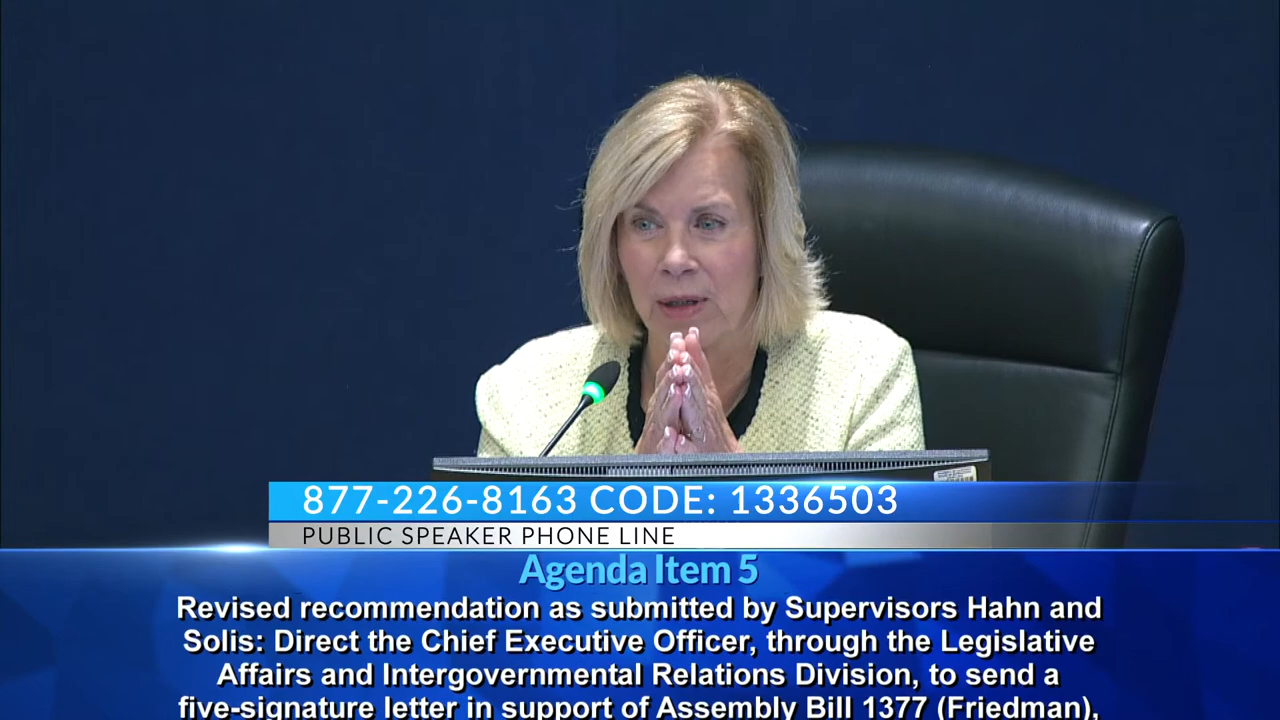 877-226-8163 CODE: 1336503
PUBLIC SPEAKER PHONE LINE
Agenda Item 5
Revised recommendation as submitted by Supervisors Hahn and
Solis: Direct the Chief Executive Officer, through the Legislative
Affairs and Intergovernmental Relations Division, to send a
five-signature letter in support of Assembly Bill 1377 (Friedman),